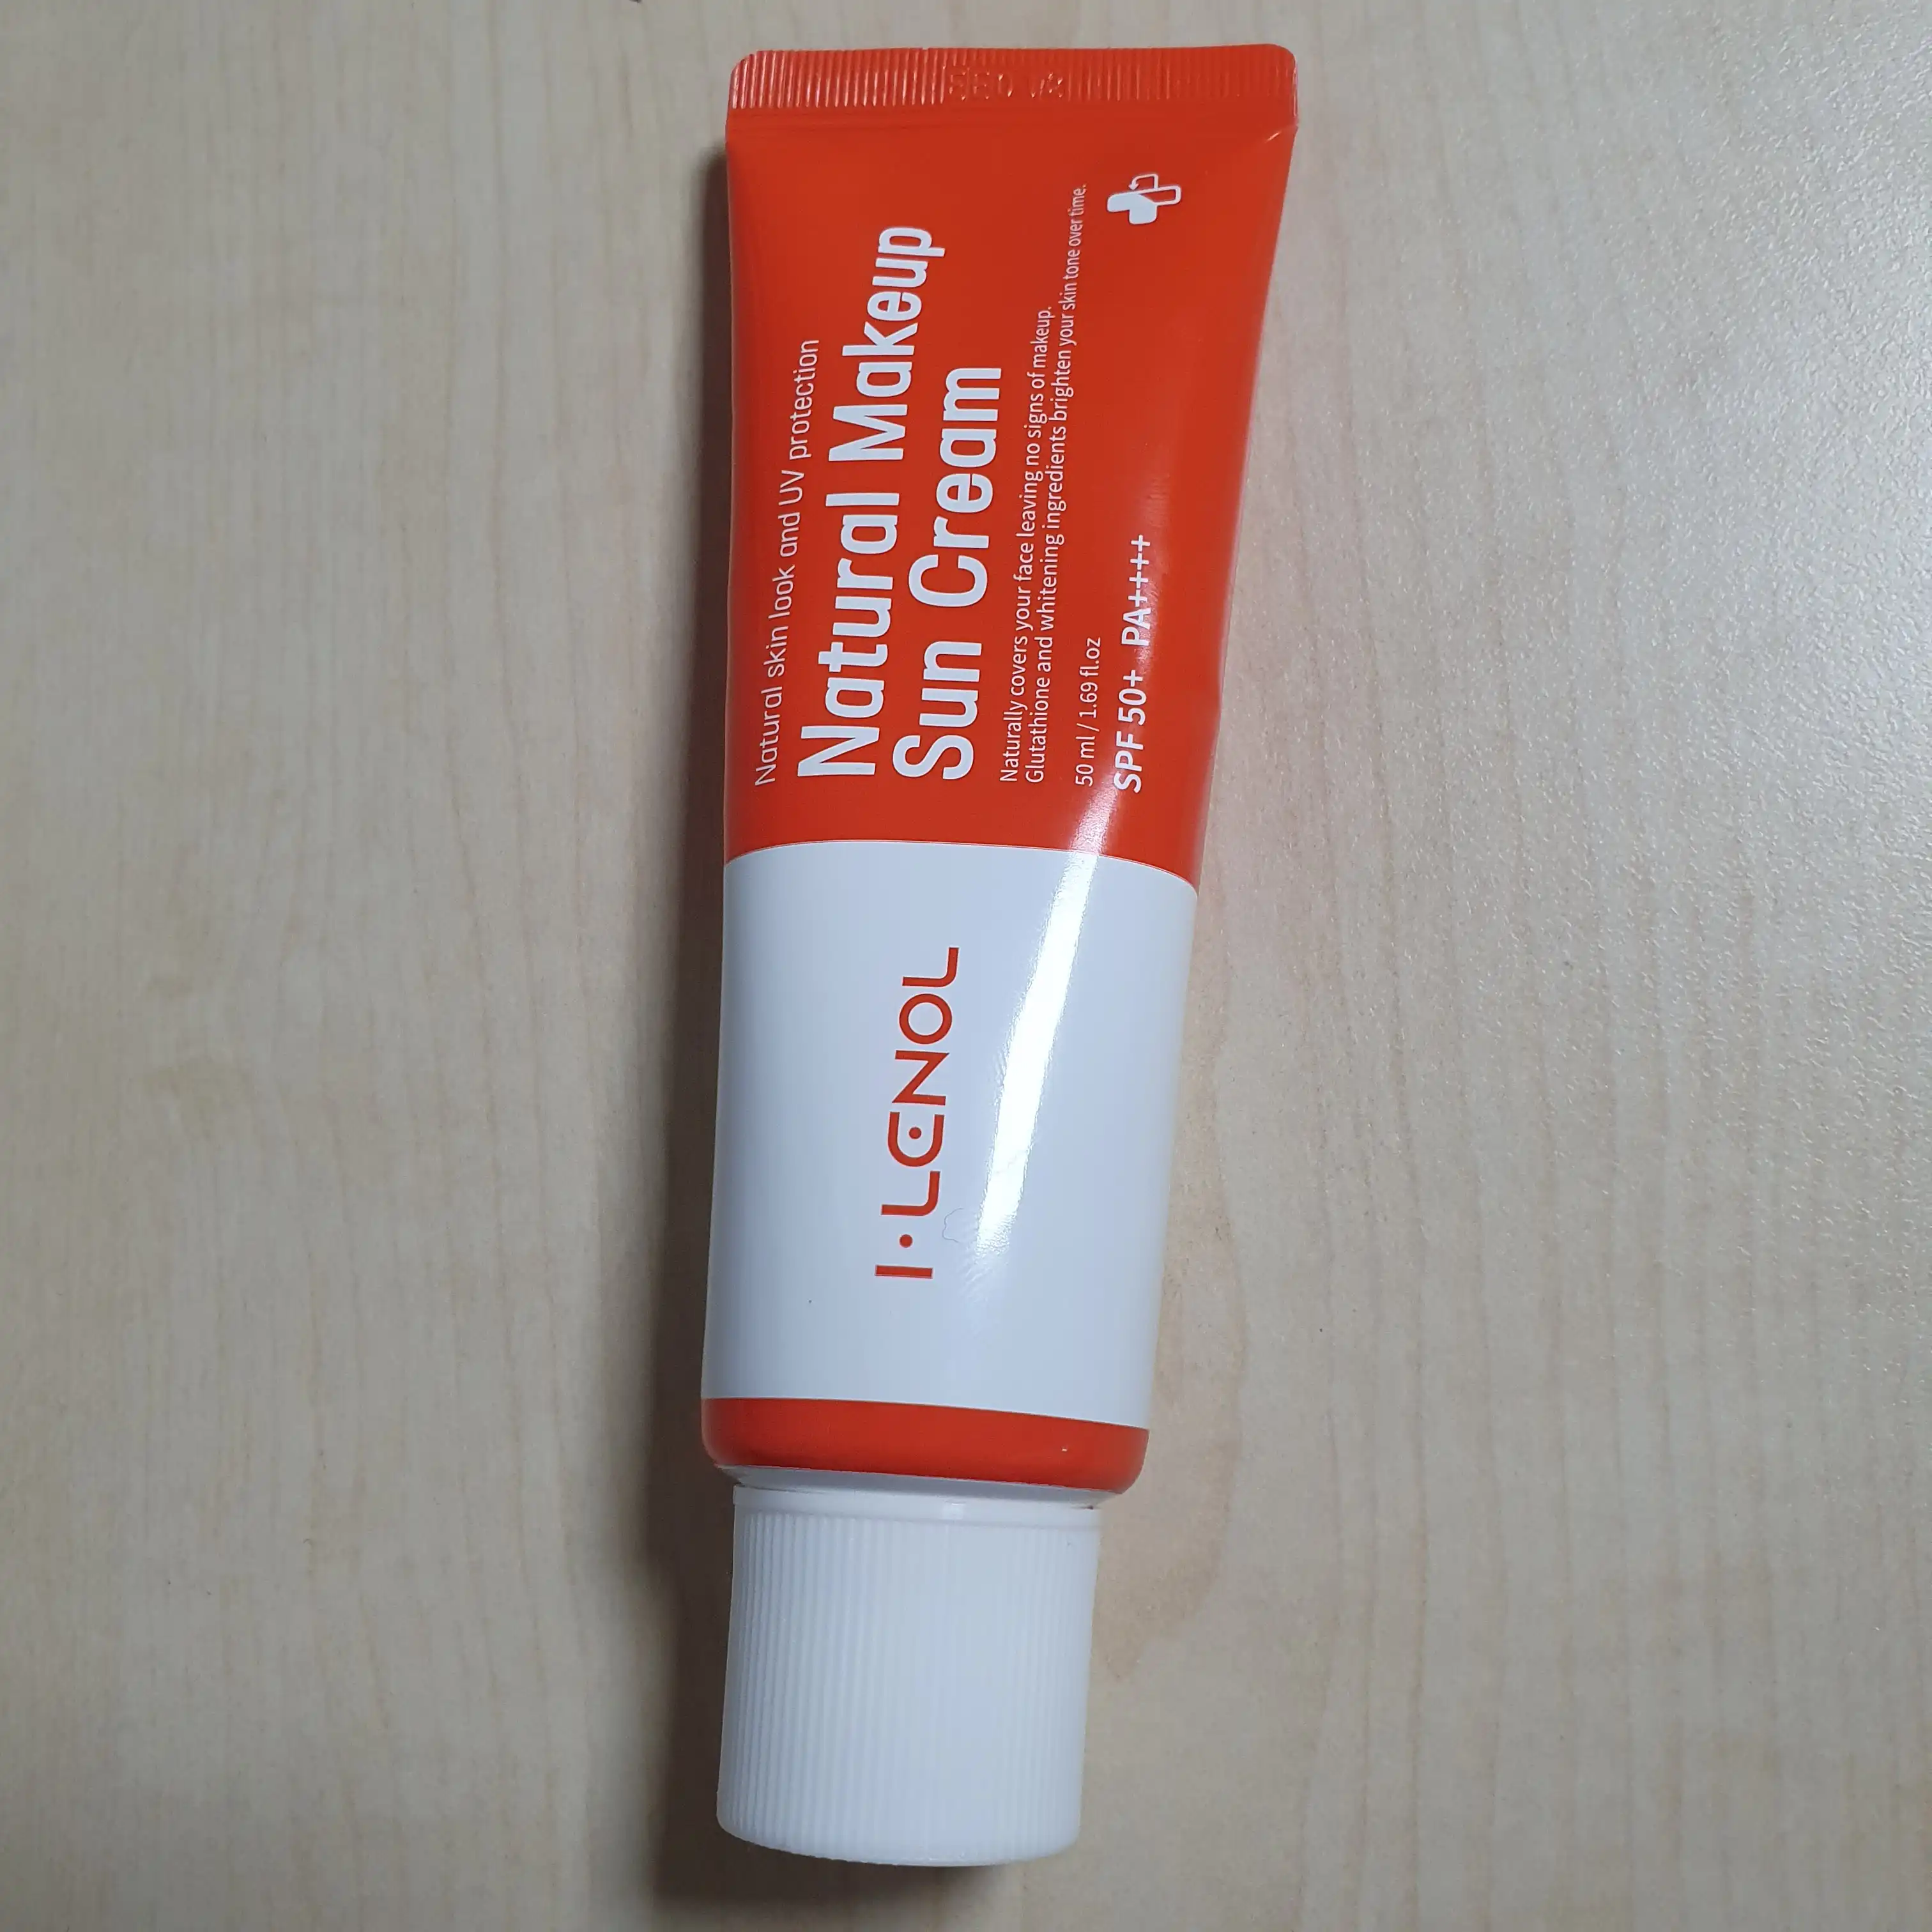 Natural skin look and UV protection
Natural Makeup
Sun Cream
Naturally covers your face leaving no signs of makeup.
Glutathione and whitening ingredients brighten your skin tone over time.
50 ml / 1.69 fl.oz
SPF 50+ PA++++
I·LENOL